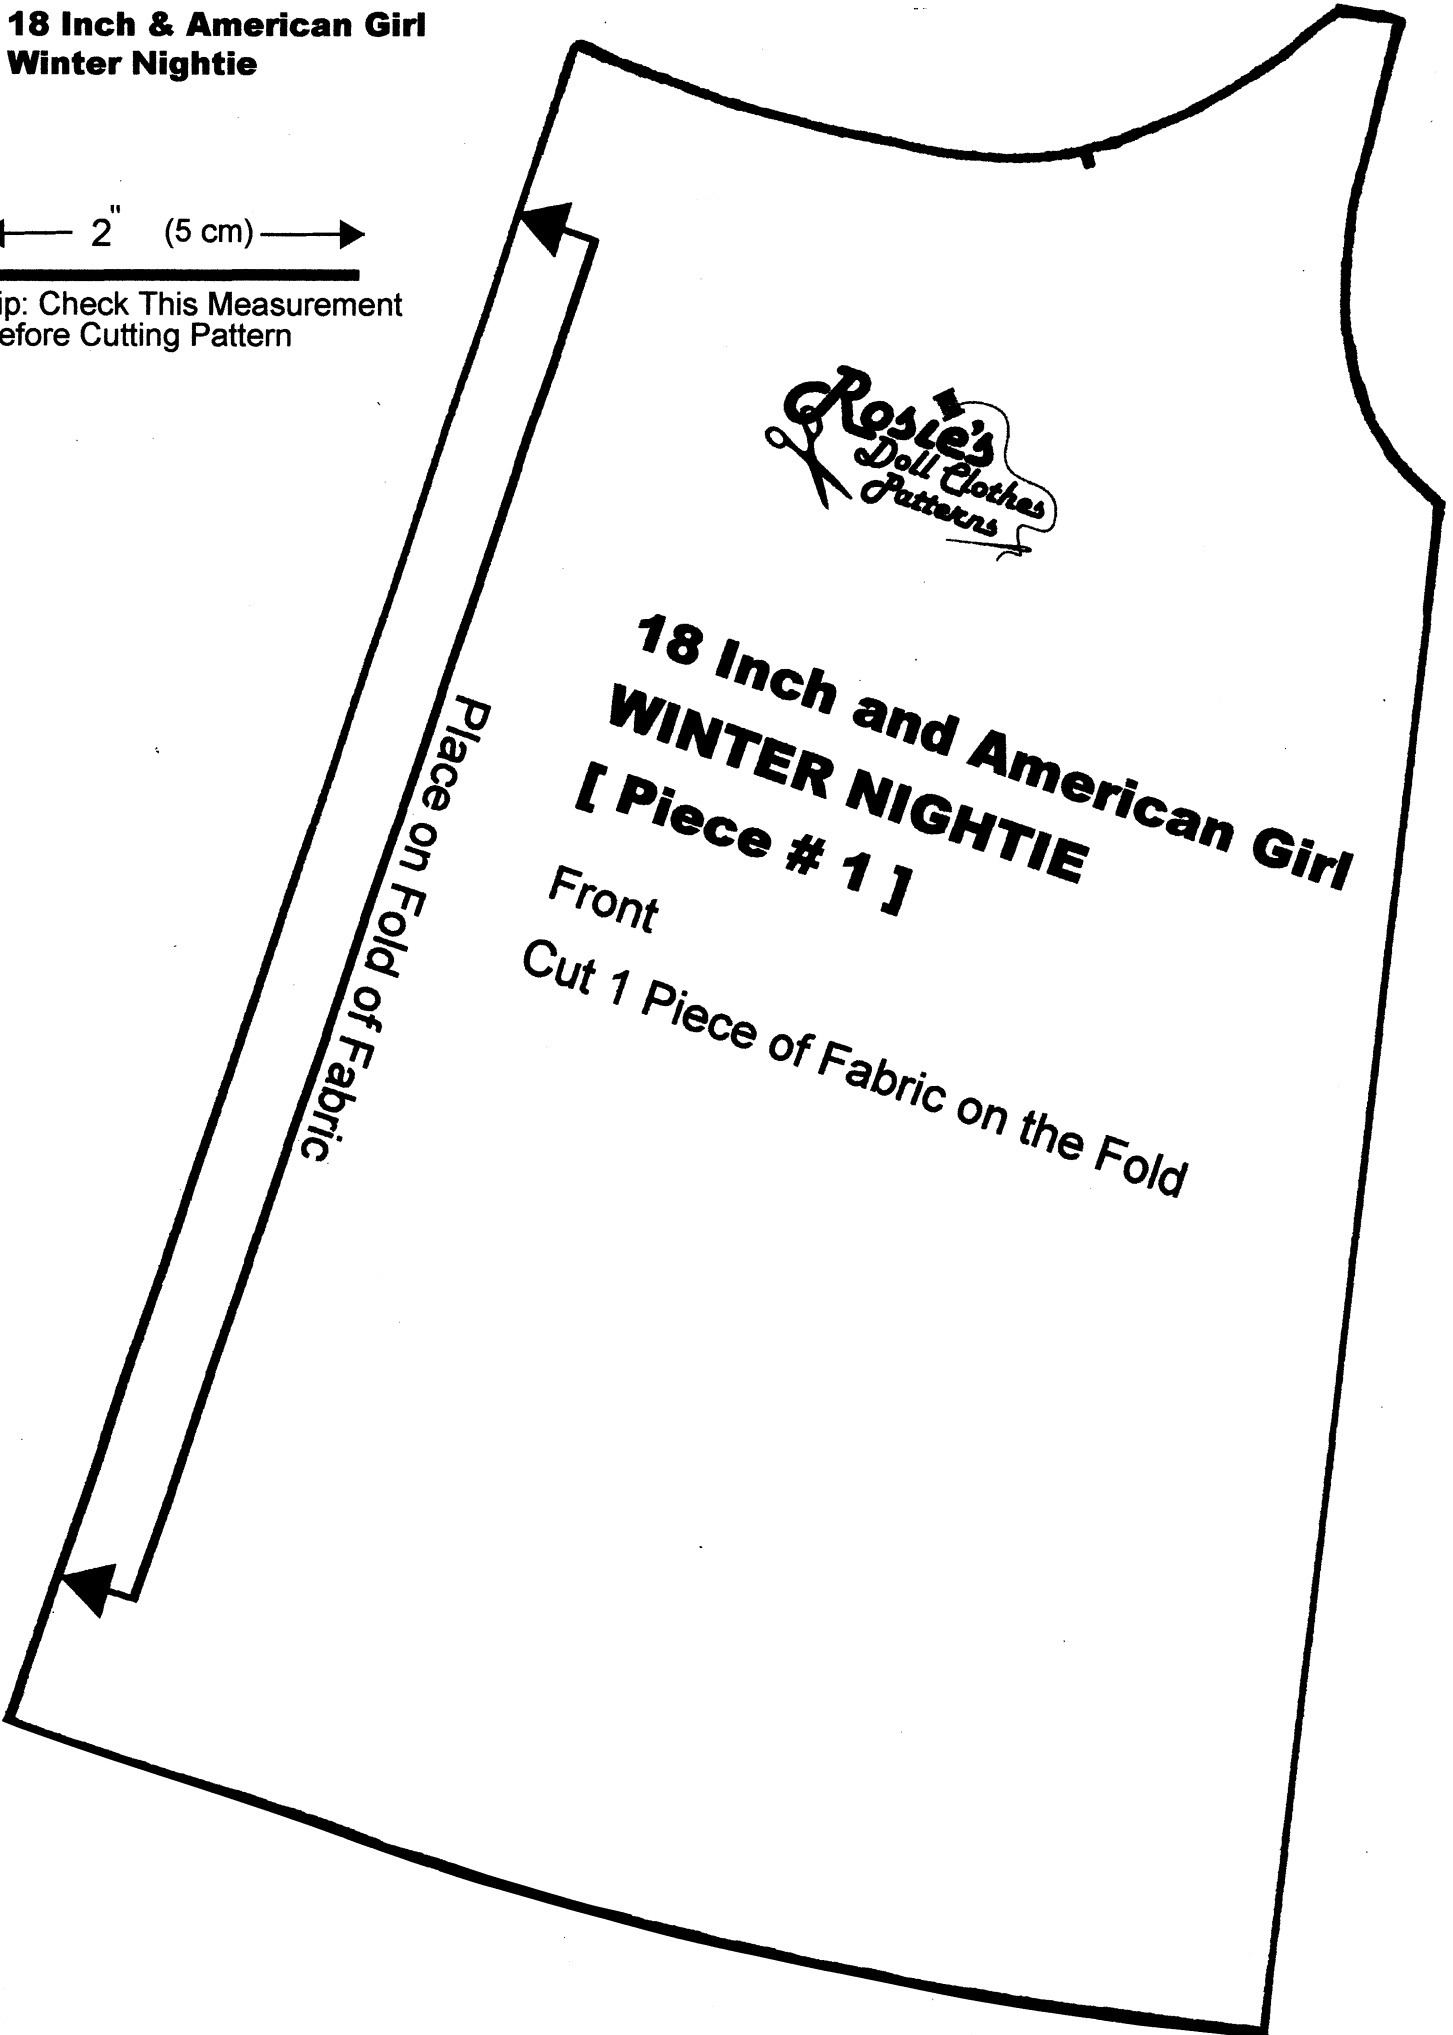 18 Inch & American Girl
Winter Nightie
2" (5 cm)
ip: Check This Measurement
efore Cutting Pattern
Rosie's
Doll Clothes
Patterns
18 Inch and American Girl
WINTER NIGHTIE
[ Piece # 1 ]
Front
Cut 1 Piece of Fabric on the Fold
Place on Fold of Fabric